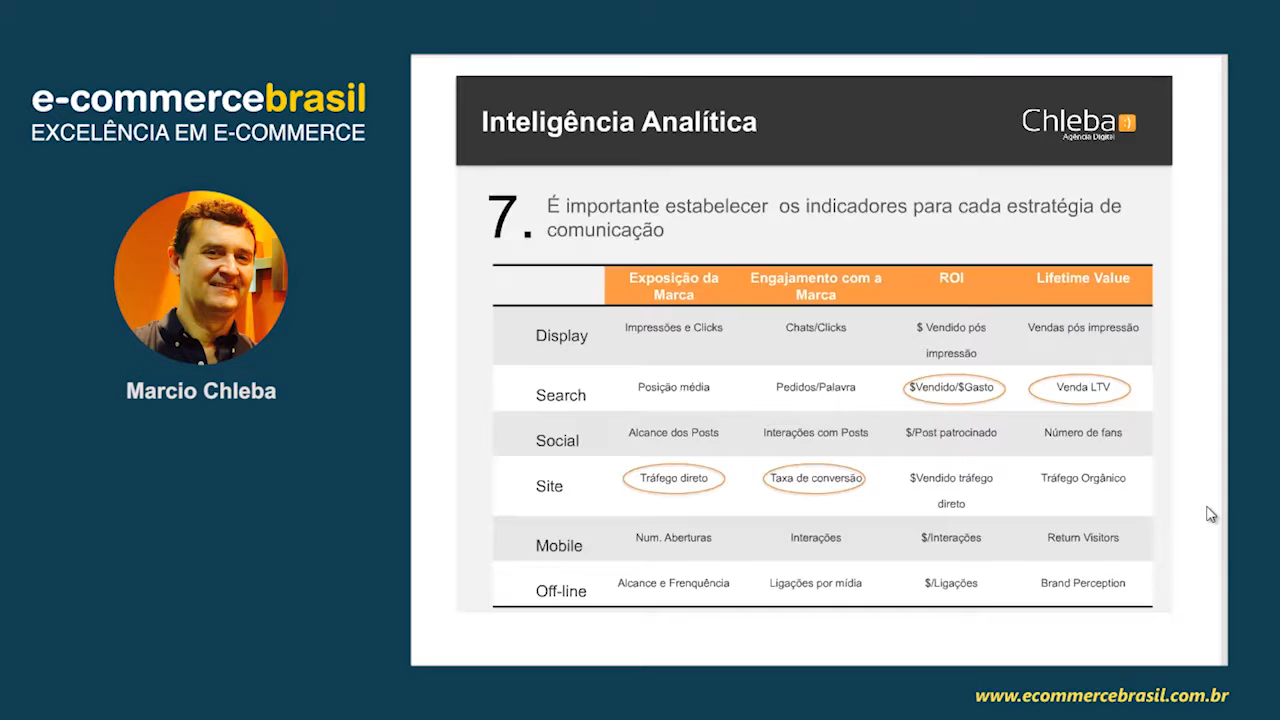 e-commercebrasil
EXCELÊNCIA EM E-COMMERCE
Marcio Chleba
Inteligência Analítica
Chleba :)
Agência Digital
7. É importante estabelecer os indicadores para cada estratégia de
comunicação
Exposição da Marca Engajamento com a Marca ROI Lifetime Value
Display Impressões e Clicks Chats/Clicks $ Vendido pós impressão Vendas pós impressão
Search Posição média Pedidos/Palavra $Vendido/$Gasto Venda LTV
Social Alcance dos Posts Interações com Posts $/Post patrocinado Número de fans
Site Tráfego direto Taxa de conversão $Vendido tráfego direto Tráfego Orgânico
Mobile Num. Aberturas Interações $/Interações Return Visitors
Off-line Alcance e Frenquência Ligações por mídia $/Ligações Brand Perception
www.ecommercebrasil.com.br